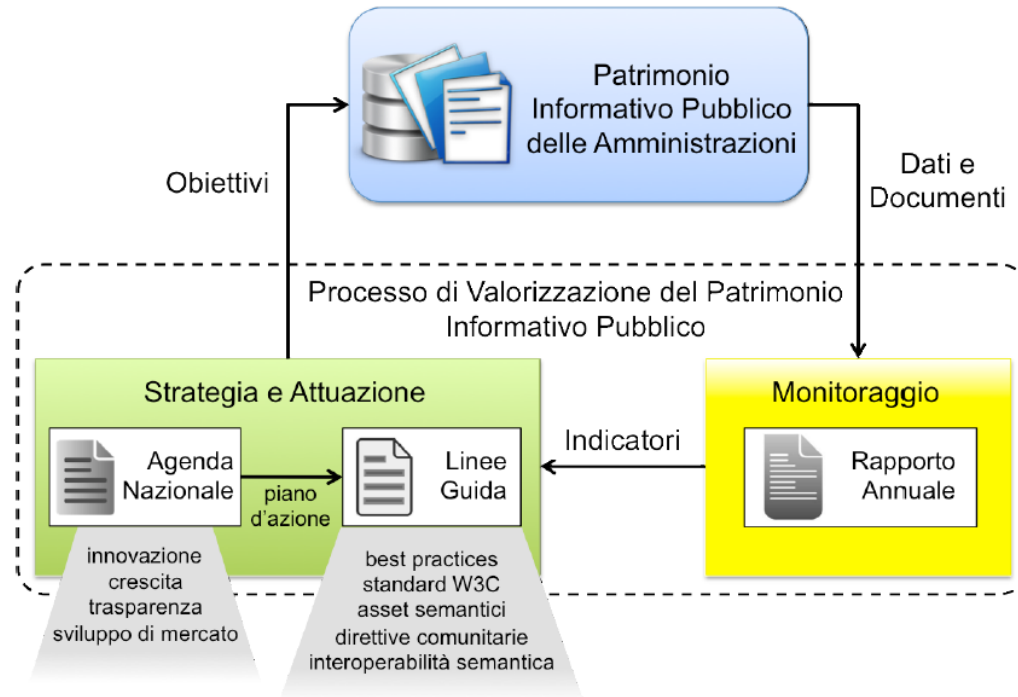 Patrimonio
Informativo Pubblico
delle Amministrazioni
Obiettivi
Dati e
Documenti
Processo di Valorizzazione del Patrimonio
Informativo Pubblico
Strategia e Attuazione
Agenda
Nazionale
piano
d'azione
Linee
Guida
Indicatori
Monitoraggio
Rapporto
Annuale
innovazione
crescita
trasparenza
sviluppo di mercato
best practices
standard W3C
asset semantici
direttive comunitarie
interoperabilità semantica